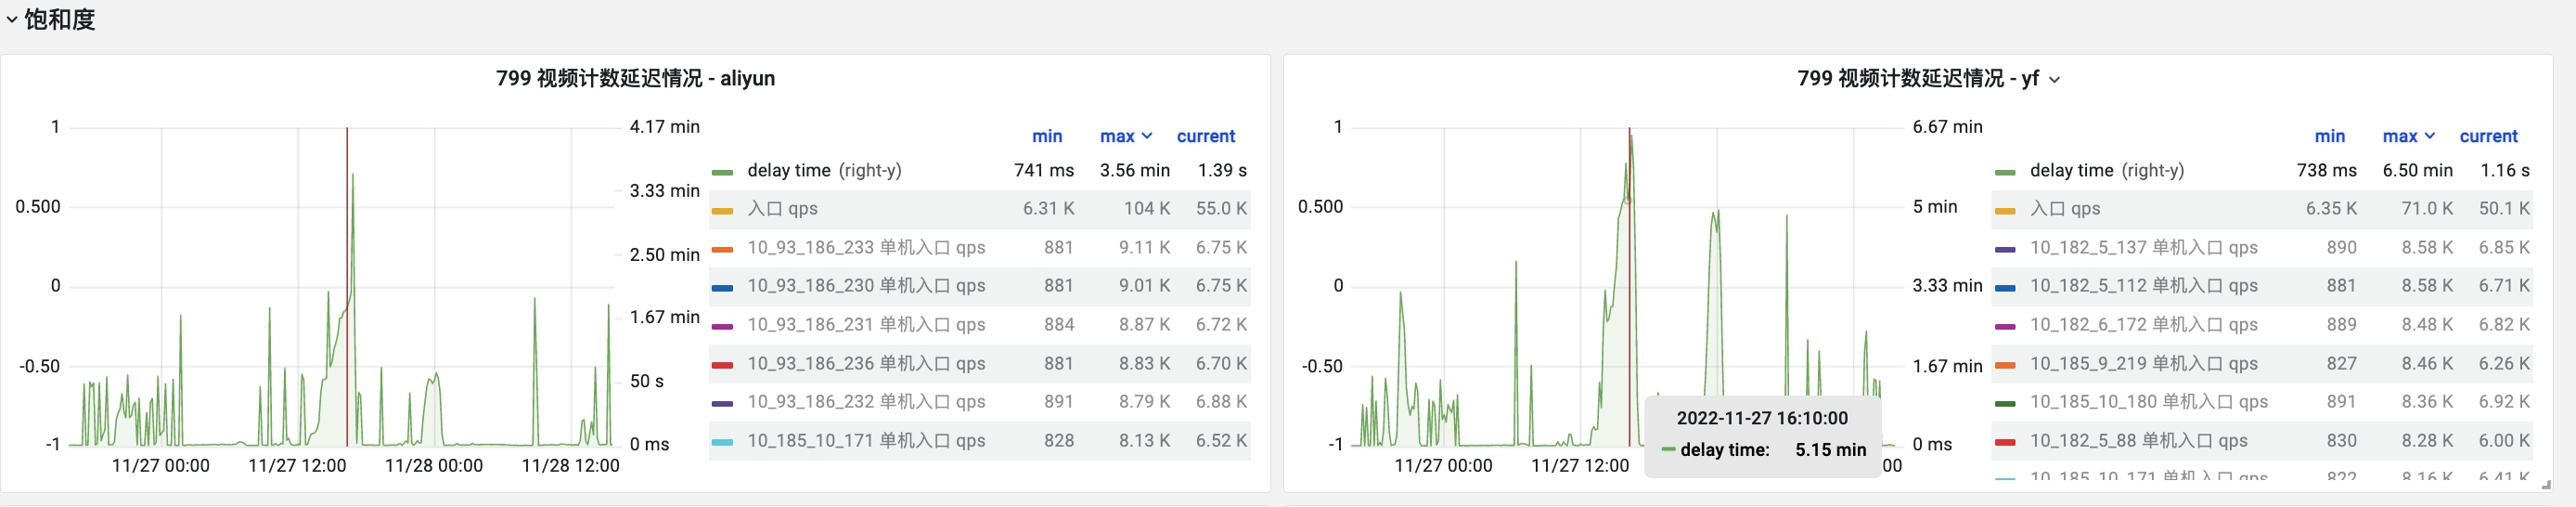 饱和度
799 视频计数延迟情况 - aliyun
1
0.500
0
-0.50
-1
4.17 min
3.33 min
2.50 min
1.67 min
50 s
0 ms
11/27 00:00 11/27 12:00 11/28 00:00 11/28 12:00
min max current
delay time (right-y) 741 ms 3.56 min 1.39 s
入口 qps 6.31 K 104 K 55.0 K
10_93_186_233 单机入口 qps 881 9.11 K 6.75 K
10_93_186_230 单机入口 qps 881 9.01 K 6.75 K
10_93_186_231 单机入口 qps 884 8.87 K 6.72 K
10_93_186_236 单机入口 qps 881 8.83 K 6.70 K
10_93_186_232 单机入口 qps 891 8.79 K 6.88 K
10_185_10_171 单机入口 qps 828 8.13 K 6.52 K
799 视频计数延迟情况 - yf
1
0.500
0
-0.50
-1
6.67 min
5 min
3.33 min
1.67 min
0 ms
11/27 00:00 11/27 12:00 00
2022-11-27 16:10:00
delay time: 5.15 min
min max current
delay time (right-y) 738 ms 6.50 min 1.16 s
入口 qps 6.35 K 71.0 K 50.1 K
10_182_5_137 单机入口 qps 890 8.58 K 6.85 K
10_182_5_112 单机入口 qps 881 8.58 K 6.71 K
10_182_6_172 单机入口 qps 889 8.48 K 6.82 K
10_185_9_219 单机入口 qps 827 8.46 K 6.26 K
10_185_10_180 单机入口 qps 891 8.36 K 6.92 K
10_182_5_88 单机入口 qps 830 8.28 K 6.00 K
10_185_10_171 单机入口 qps 822 8.16 K 6.41 K